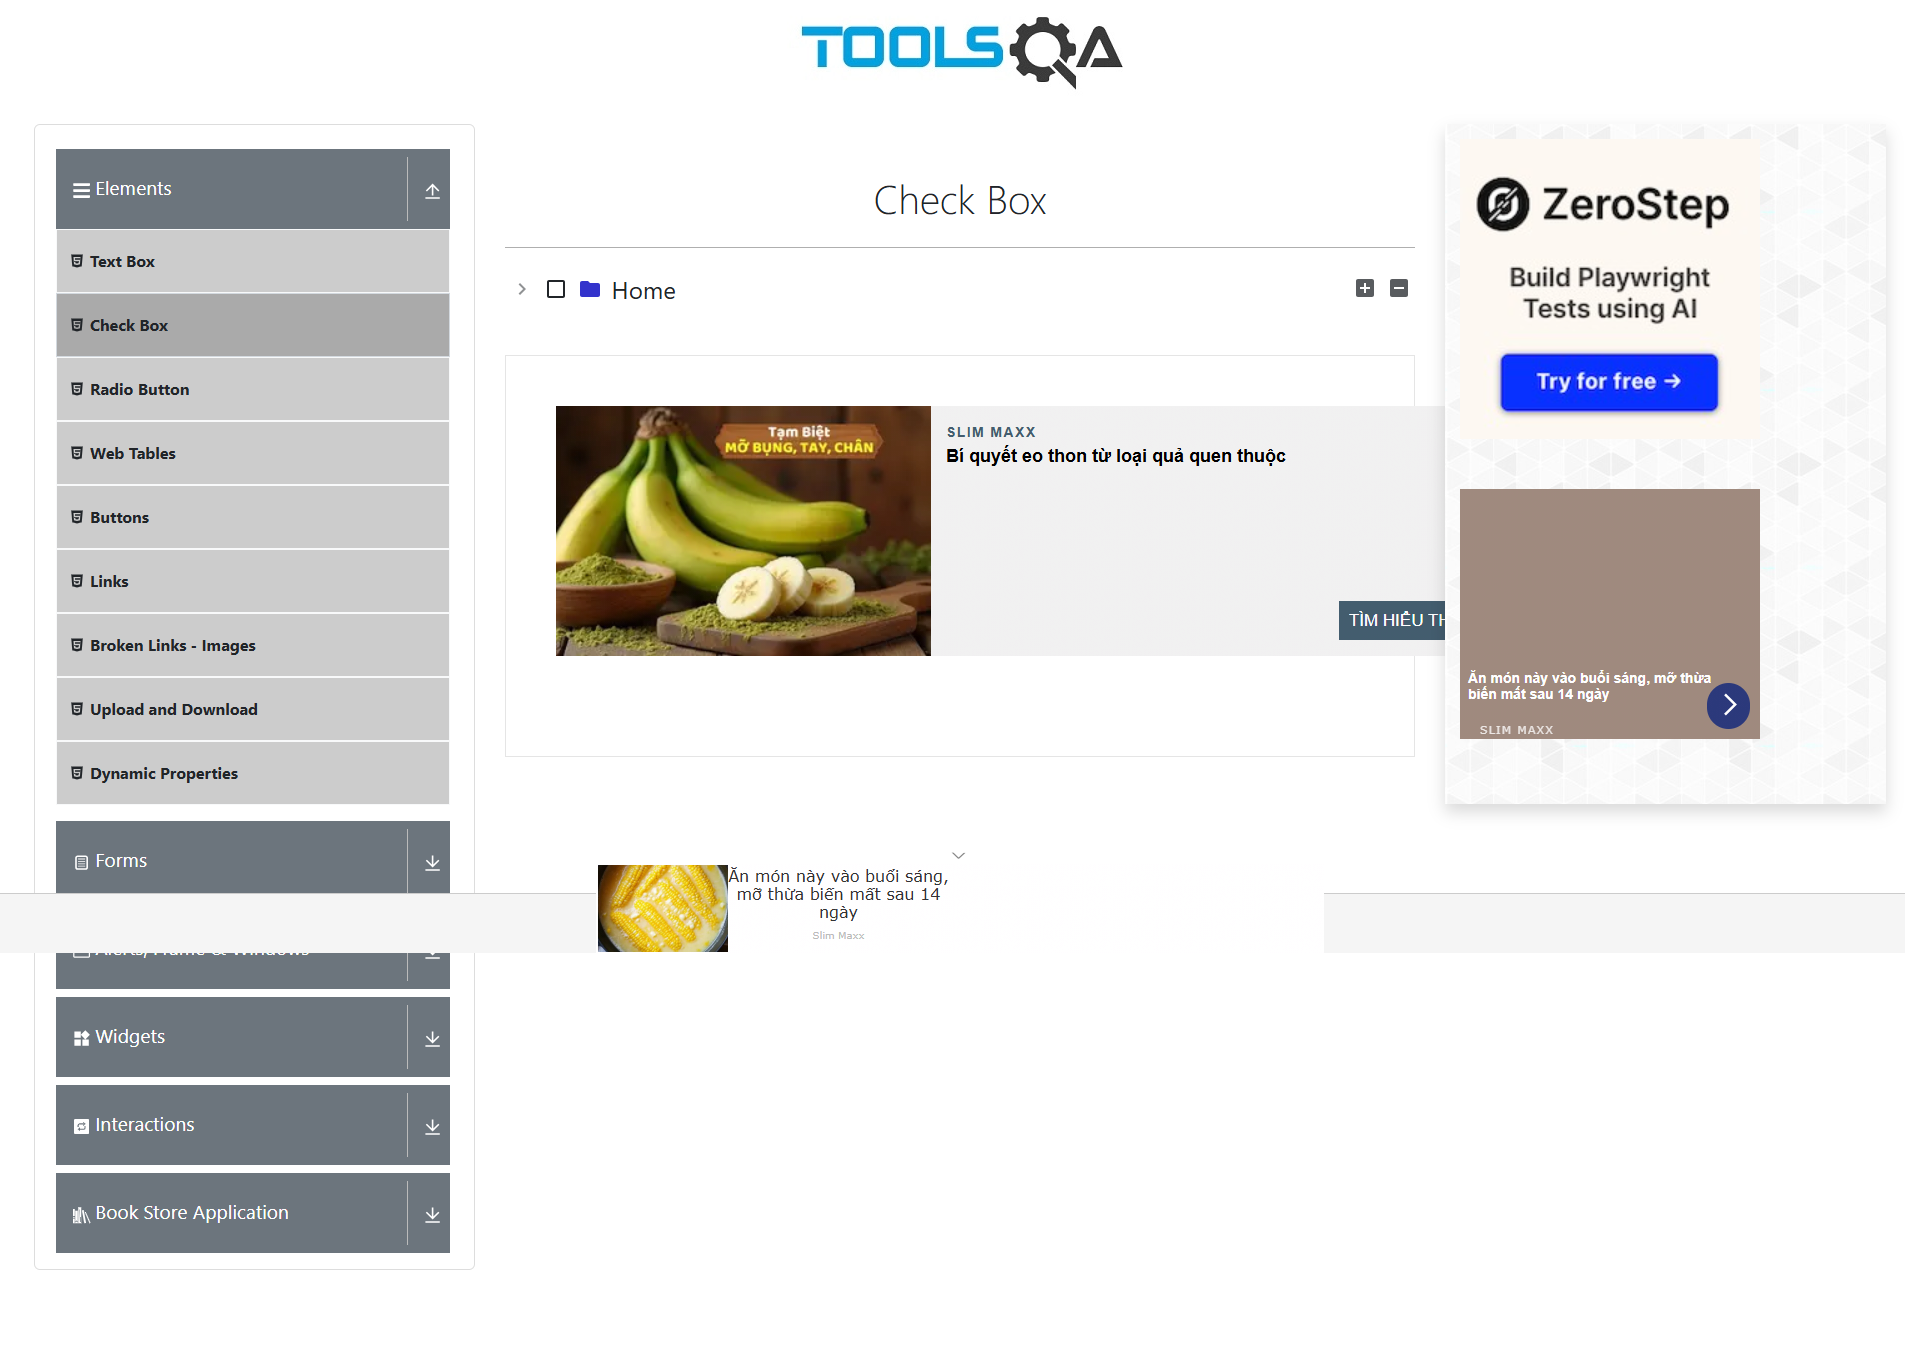 TOOLSQA
Elements
Text Box
Check Box
Radio Button
Web Tables
Buttons
Links
Broken Links - Images
Upload and Download
Dynamic Properties
Forms
Alerts, Frame & Windows
Widgets
Interactions
Book Store Application
Check Box
Home
Tạm Biệt
MỠ BỤNG, TAY, CHÂN
SLIM MAXX
Bí quyết eo thon từ loại quả quen thuộc
TÌM HIỂU TH
ZeroStep
Build Playwright
Tests using AI
Try for free →
Ăn món này vào buổi sáng, mỡ thừa
biến mất sau 14 ngày
SLIM MAXX
Ăn món này vào buổi sáng,
mỡ thừa biến mất sau 14
ngày
Slim Maxx